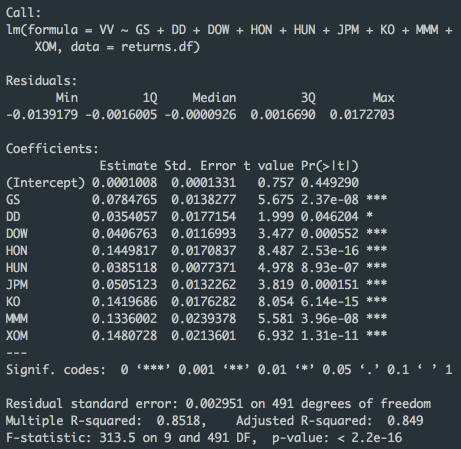 Call:
lm(formula = VV ~ GS + DD + DOW + HON + HUN + JPM + KO + MMM +
    XOM, data = returns.df)
Residuals:
       Min         1Q     Median         3Q        Max
-0.0139179 -0.0016005 -0.0000926  0.0016690  0.0172703
Coefficients:
             Estimate Std. Error t value Pr(>|t|)
(Intercept) 0.0001008  0.0001331   0.757 0.449290
GS          0.0784765  0.0138277   5.675 2.37e-08 ***
DD          0.0354057  0.0177154   1.999 0.046204 *
DOW         0.0406763  0.0116993   3.477 0.000552 ***
HON         0.1449817  0.0170837   8.487 2.53e-16 ***
HUN         0.0385118  0.0077371   4.978 8.93e-07 ***
JPM         0.0505123  0.0132262   3.819 0.000151 ***
KO          0.1419686  0.0176282   8.054 6.14e-15 ***
MMM         0.1336002  0.0239378   5.581 3.96e-08 ***
XOM         0.1480728  0.0213601   6.932 1.31e-11 ***
---
Signif. codes:  0 ‘***’ 0.001 ‘**’ 0.01 ‘*’ 0.05 ‘.’ 0.1 ‘ ’ 1
Residual standard error: 0.002951 on 491 degrees of freedom
Multiple R-squared:  0.8518,	Adjusted R-squared:  0.849
F-statistic: 313.5 on 9 and 491 DF,  p-value: < 2.2e-16